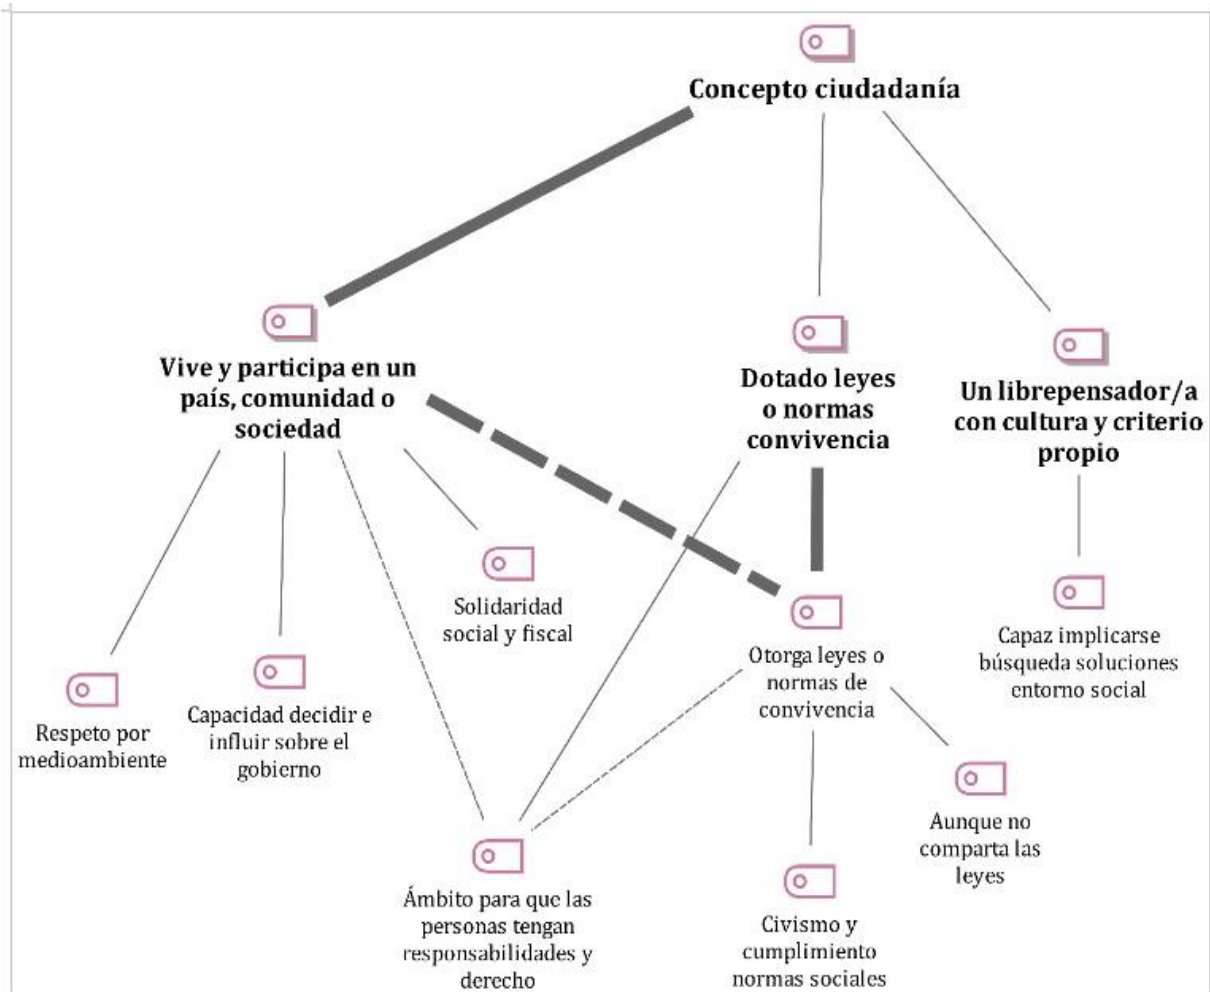 Concepto ciudadanía
Vive y participa en un
país, comunidad o
sociedad
Dotado leyes
o normas
convivencia
Un librepensador/a
con cultura y criterio
propio
Solidaridad
social y fiscal
Otorga leyes o
normas de
convivencia
Capaz implicarse
búsqueda soluciones
entorno social
Respeto por
medioambiente
Capacidad decidir e
influir sobre el
gobierno
Aunque no
comparta las
leyes
Ámbito para que las
personas tengan
responsabilidades y
derecho
Civismo y
cumplimiento
normas sociales